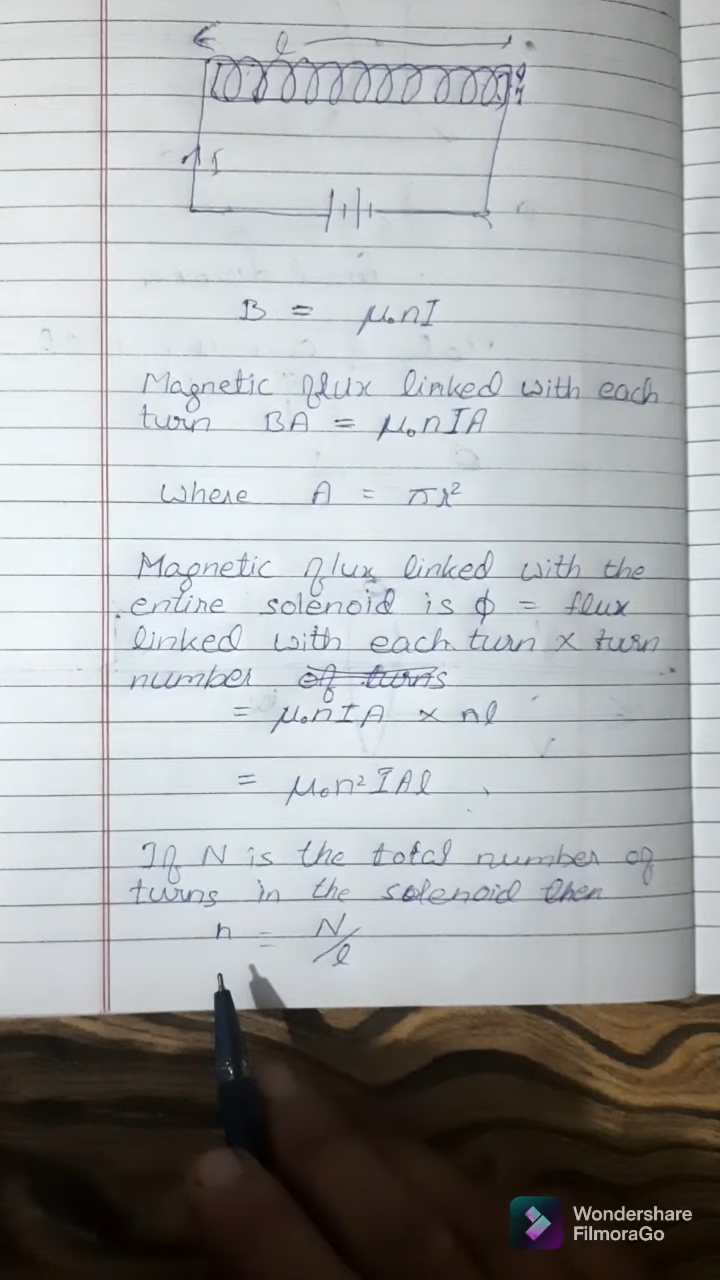 l
r
I
B = μ₀nI
Magnetic flux linked with each
turn BA = μ₀nIA
Where A = πr²
Magnetic flux linked with the
entire solenoid is ϕ = flux
linked with each turn × turn
number of turns
= μ₀nIA × nl
= μ₀n²IAl
If N is the total number of
turns in the solenoid then
n = N/l
Wondershare
FilmoraGo